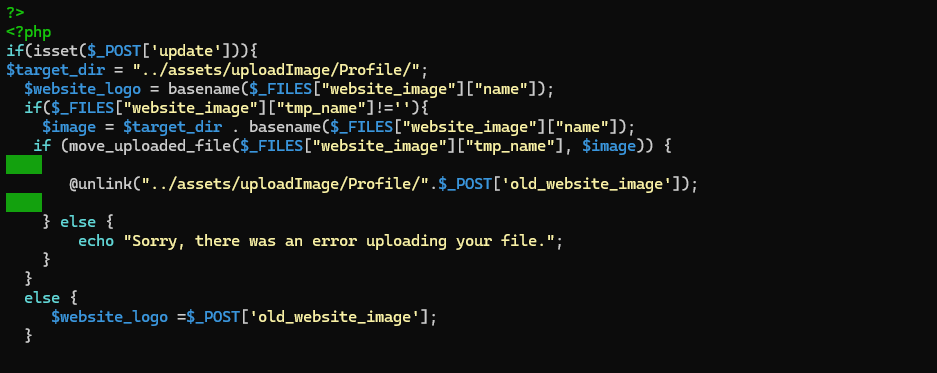 ?>
<?php
if(isset($_POST['update'])){
$target_dir = "../assets/uploadImage/Profile/";
  $website_logo = basename($_FILES["website_image"]["name"]);
  if($_FILES["website_image"]["tmp_name"]!=''){
    $image = $target_dir . basename($_FILES["website_image"]["name"]);
   if (move_uploaded_file($_FILES["website_image"]["tmp_name"], $image)) {
       @unlink("../assets/uploadImage/Profile/".$_POST['old_website_image']);
    } else {
        echo "Sorry, there was an error uploading your file.";
    }
  }
  else {
     $website_logo =$_POST['old_website_image'];
  }